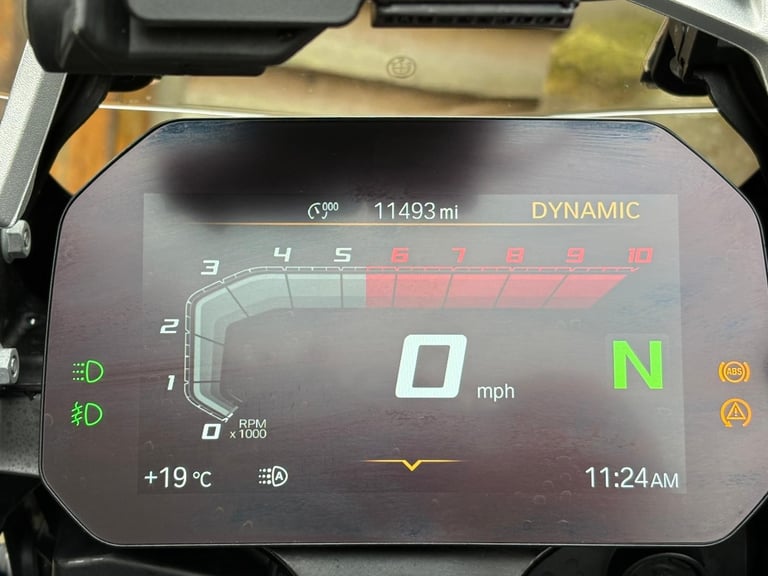 000 11493 mi DYNAMIC
3 4 5 6 7 8 9 10
2
1
0 mph N
ABS
0 RPM x 1000
+19 °C A 11:24 AM